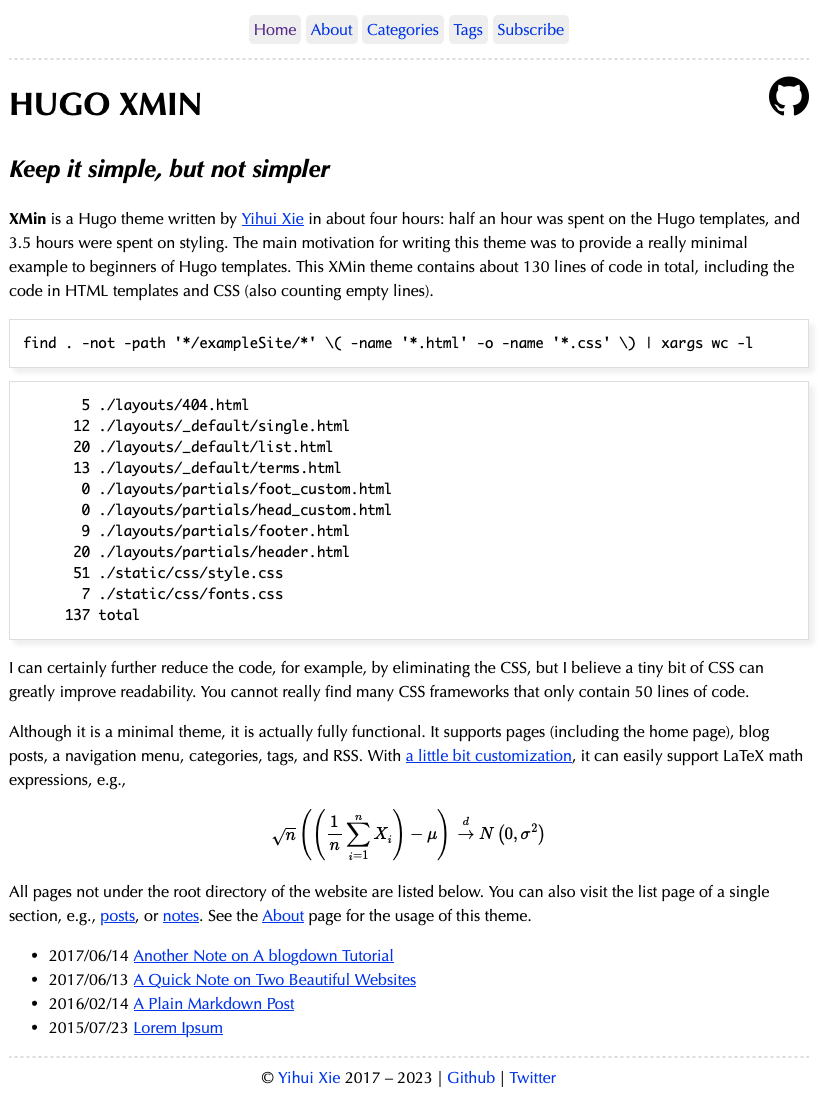 Home About Categories Tags Subscribe
HUGO XMIN
Keep it simple, but not simpler
XMin is a Hugo theme written by Yihui Xie in about four hours: half an hour was spent on the Hugo templates, and
3.5 hours were spent on styling. The main motivation for writing this theme was to provide a really minimal
example to beginners of Hugo templates. This XMin theme contains about 130 lines of code in total, including the
code in HTML templates and CSS (also counting empty lines).
find . -not -path '*/exampleSite/*' \( -name '*.html' -o -name '*.css' \) | xargs wc -l
5 ./layouts/404.html
12 ./layouts/_default/single.html
20 ./layouts/_default/list.html
13 ./layouts/_default/terms.html
0 ./layouts/partials/foot_custom.html
0 ./layouts/partials/head_custom.html
9 ./layouts/partials/footer.html
20 ./layouts/partials/header.html
51 ./static/css/style.css
7 ./static/css/fonts.css
137 total
I can certainly further reduce the code, for example, by eliminating the CSS, but I believe a tiny bit of CSS can
greatly improve readability. You cannot really find many CSS frameworks that only contain 50 lines of code.
Although it is a minimal theme, it is actually fully functional. It supports pages (including the home page), blog
posts, a navigation menu, categories, tags, and RSS. With a little bit customization, it can easily support LaTeX math
expressions, e.g.,
√n ( ( 1/n ∑_{i=1}^{n} X_i ) − μ ) →^d N (0, σ²)
All pages not under the root directory of the website are listed below. You can also visit the list page of a single
section, e.g., posts, or notes. See the About page for the usage of this theme.
• 2017/06/14 Another Note on A blogdown Tutorial
• 2017/06/13 A Quick Note on Two Beautiful Websites
• 2016/02/14 A Plain Markdown Post
• 2015/07/23 Lorem Ipsum
© Yihui Xie 2017 – 2023 | Github | Twitter